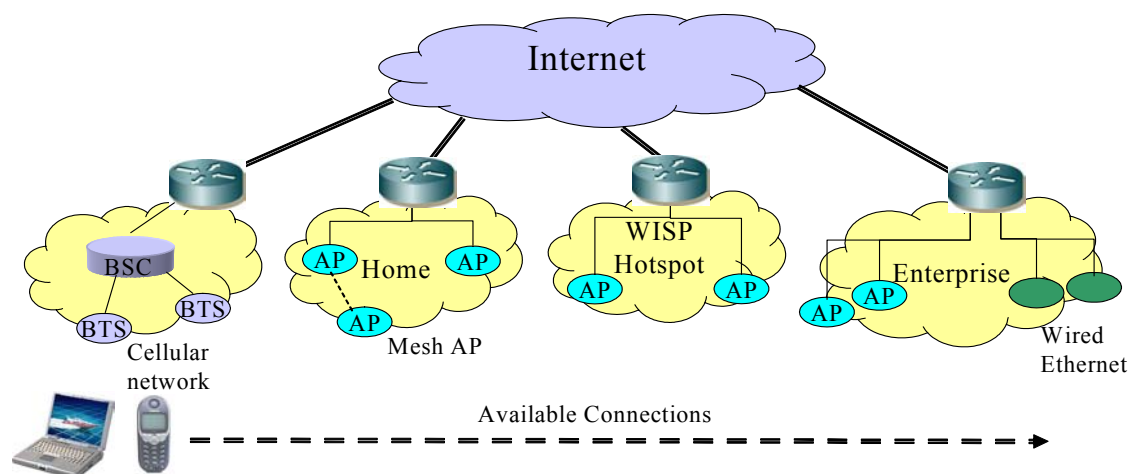 Internet
BSC
BTS
BTS
Cellular
network
AP
Home
AP
AP
Mesh AP
WISP
Hotspot
AP
AP
Enterprise
AP
AP
Wired
Ethernet
Available Connections